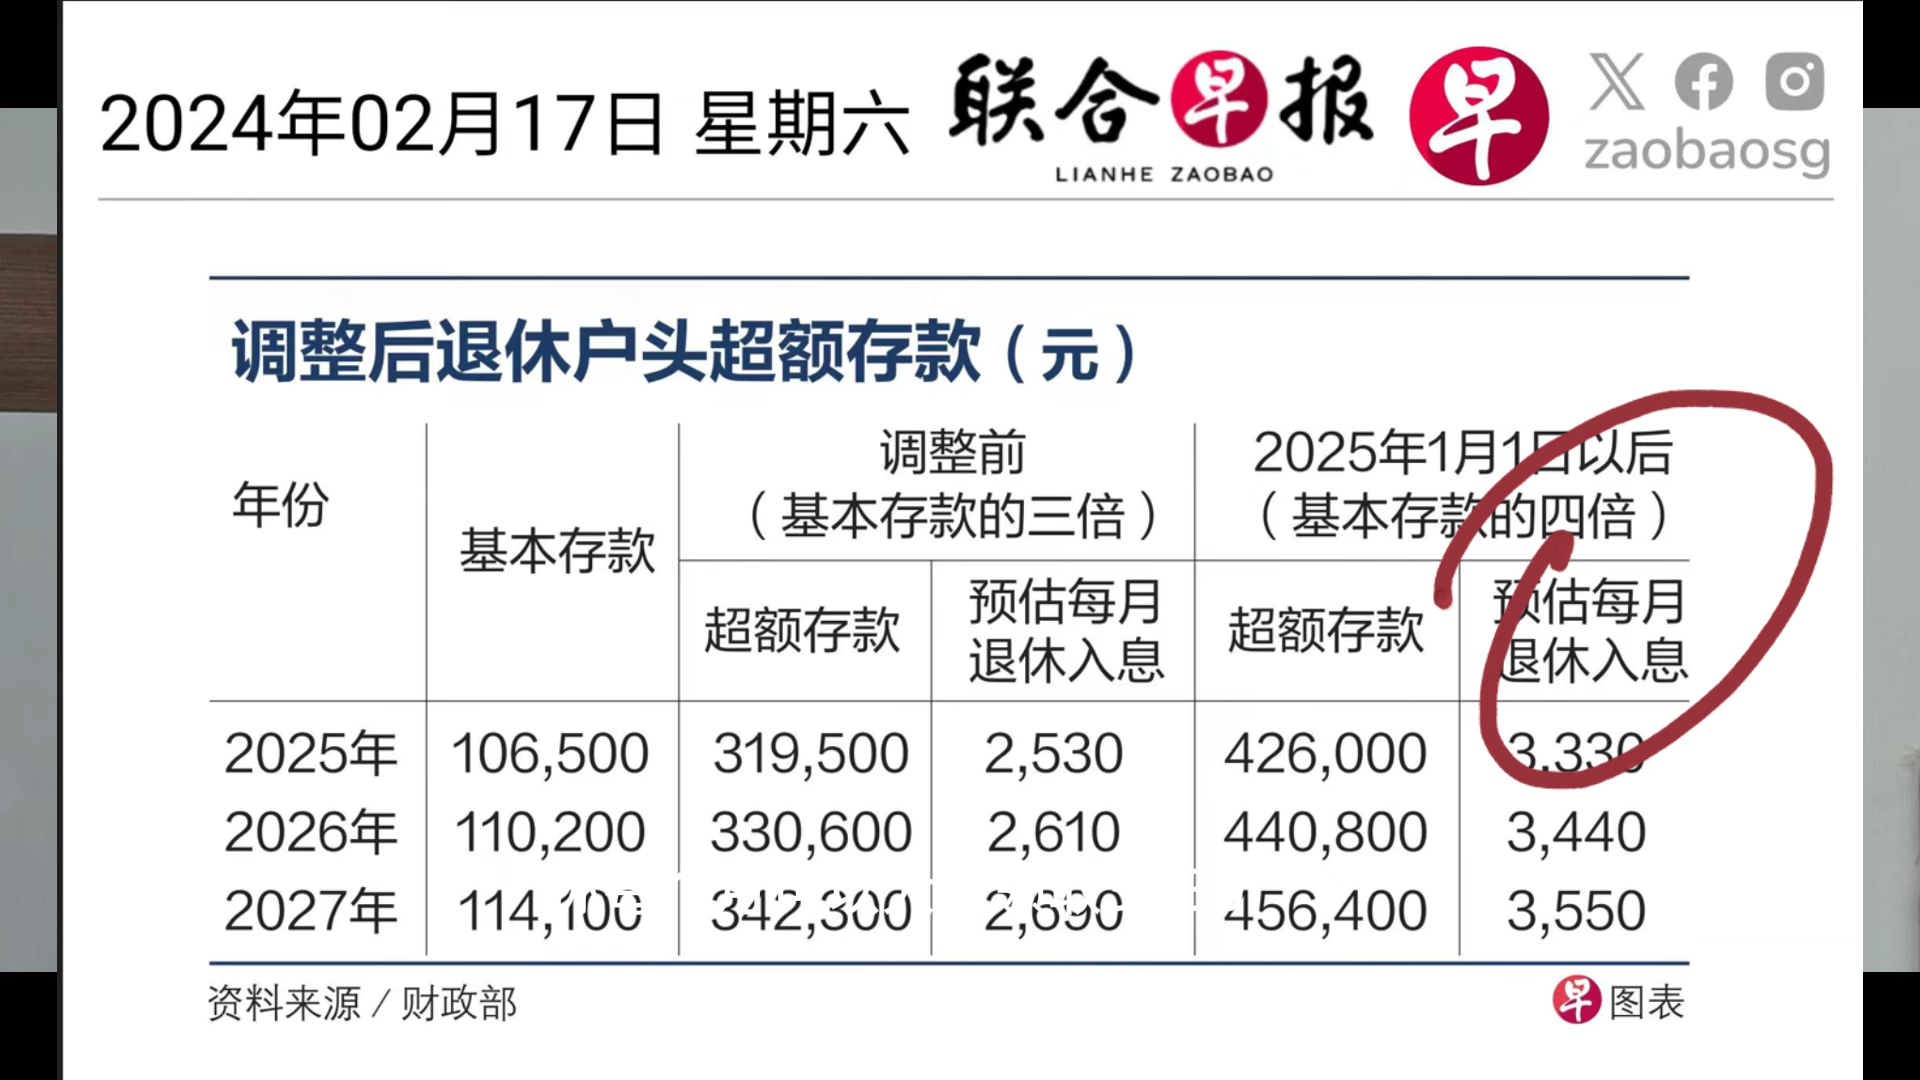 2024年02月17日 星期六
联合早报
LIANHE ZAOBAO
早
zaobaosg
调整后退休户头超额存款（元）
年份
基本存款
调整前
（基本存款的三倍）
2025年1月1日以后
（基本存款的四倍）
超额存款
预估每月
退休入息
超额存款
预估每月
退休入息
2025年 106,500 319,500 2,530 426,000 3,330
2026年 110,200 330,600 2,610 440,800 3,440
2027年 114,100 342,300 2,690 456,400 3,550
资料来源／财政部
早 图表